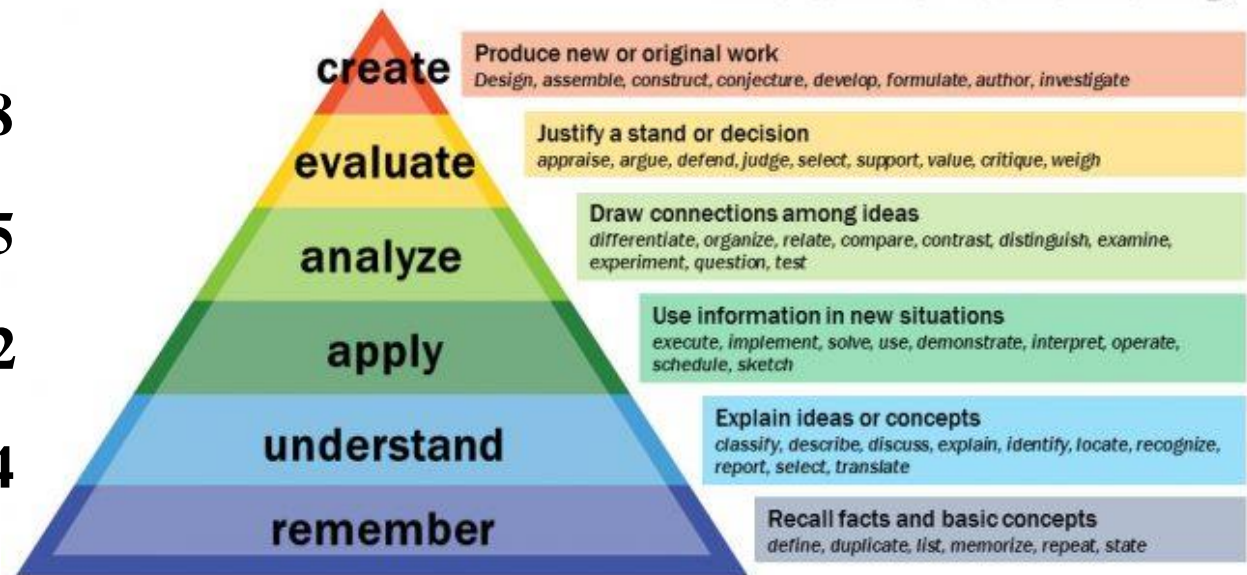 create
Produce new or original work
Design, assemble, construct, conjecture, develop, formulate, author, investigate
8
evaluate
Justify a stand or decision
appraise, argue, defend, judge, select, support, value, critique, weigh
5
analyze
Draw connections among ideas
differentiate, organize, relate, compare, contrast, distinguish, examine,
experiment, question, test
2
apply
Use information in new situations
execute, implement, solve, use, demonstrate, interpret, operate,
schedule, sketch
4
understand
Explain ideas or concepts
classify, describe, discuss, explain, identify, locate, recognize,
report, select, translate
remember
Recall facts and basic concepts
define, duplicate, list, memorize, repeat, state